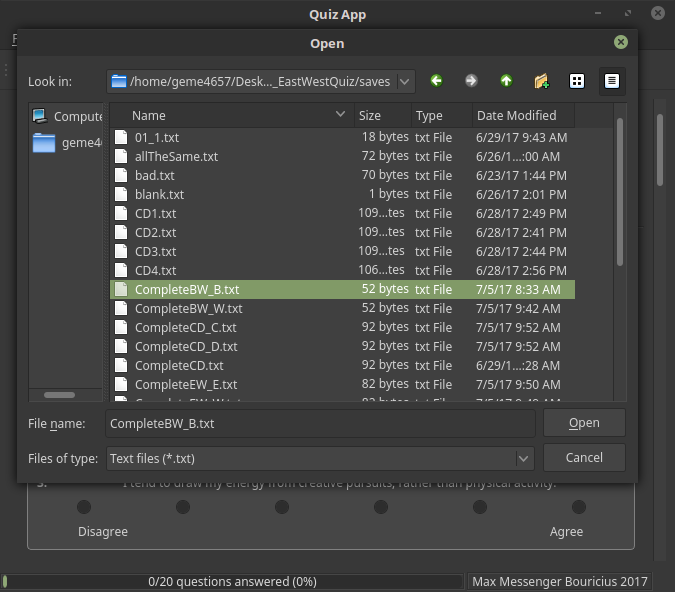 Quiz App
F
Open
Look in: /home/geme4657/Desk..._EastWestQuiz/saves
Compute
geme4
Name Size Type Date Modified
01_1.txt 18 bytes txt File 6/29/17 9:43 AM
allTheSame.txt 72 bytes txt File 6/26/1...:00 AM
bad.txt 70 bytes txt File 6/23/17 1:44 PM
blank.txt 1 bytes txt File 6/26/17 2:01 PM
CD1.txt 109...tes txt File 6/28/17 2:49 PM
CD2.txt 109...tes txt File 6/28/17 2:41 PM
CD3.txt 109...tes txt File 6/28/17 2:44 PM
CD4.txt 106...tes txt File 6/28/17 2:56 PM
CompleteBW_B.txt 52 bytes txt File 7/5/17 8:33 AM
CompleteBW_W.txt 52 bytes txt File 7/5/17 9:42 AM
CompleteCD_C.txt 92 bytes txt File 7/5/17 9:52 AM
CompleteCD_D.txt 92 bytes txt File 7/5/17 9:52 AM
CompleteCD.txt 92 bytes txt File 6/29/1...:28 AM
CompleteEW_E.txt 82 bytes txt File 7/5/17 9:50 AM
CompleteEW_W.txt 82 bytes txt File
File name: CompleteBW_B.txt Open
Files of type: Text files (*.txt) Cancel
I tend to draw my energy from creative pursuits, rather than physical activity.
Disagree Agree
0/20 questions answered (0%) Max Messenger Bouricius 2017